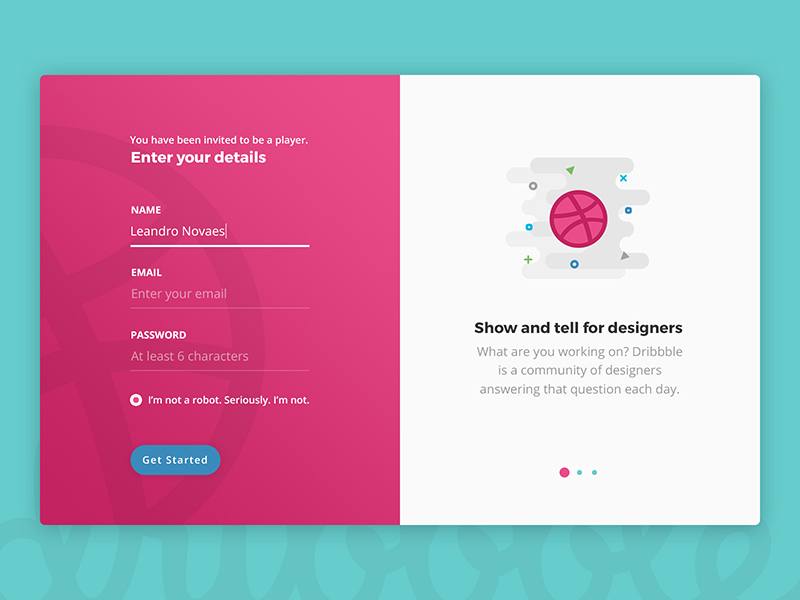 You have been invited to be a player.
Enter your details
NAME
Leandro Novaes
EMAIL
Enter your email
PASSWORD
At least 6 characters
I'm not a robot. Seriously. I'm not.
Get Started
Show and tell for designers
What are you working on? Dribbble
is a community of designers
answering that question each day.
dribbble